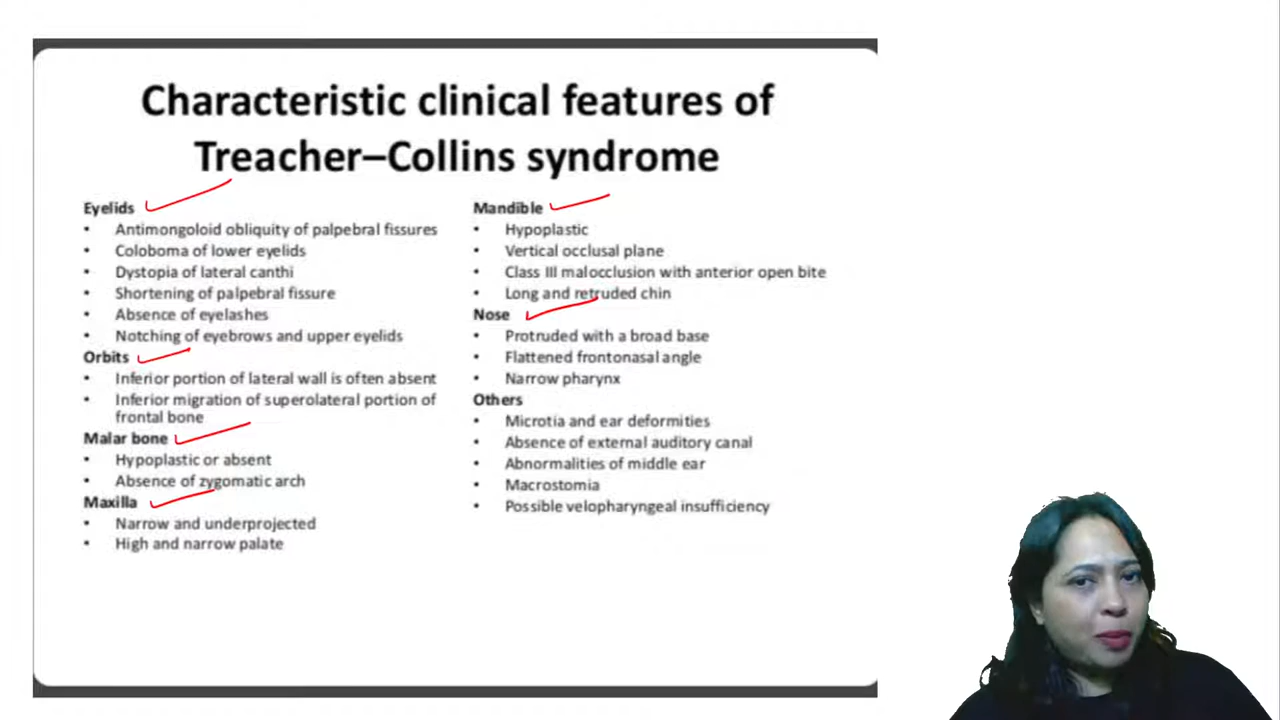 Characteristic clinical features of
Treacher–Collins syndrome
Eyelids
• Antimongoloid obliquity of palpebral fissures
• Coloboma of lower eyelids
• Dystopia of lateral canthi
• Shortening of palpebral fissure
• Absence of eyelashes
• Notching of eyebrows and upper eyelids
Orbits
• Inferior portion of lateral wall is often absent
• Inferior migration of superolateral portion of
frontal bone
Malar bone
• Hypoplastic or absent
• Absence of zygomatic arch
Maxilla
• Narrow and underprojected
• High and narrow palate
Mandible
• Hypoplastic
• Vertical occlusal plane
• Class III malocclusion with anterior open bite
• Long and retruded chin
Nose
• Protruded with a broad base
• Flattened frontonasal angle
• Narrow pharynx
Others
• Microtia and ear deformities
• Absence of external auditory canal
• Abnormalities of middle ear
• Macrostomia
• Possible velopharyngeal insufficiency